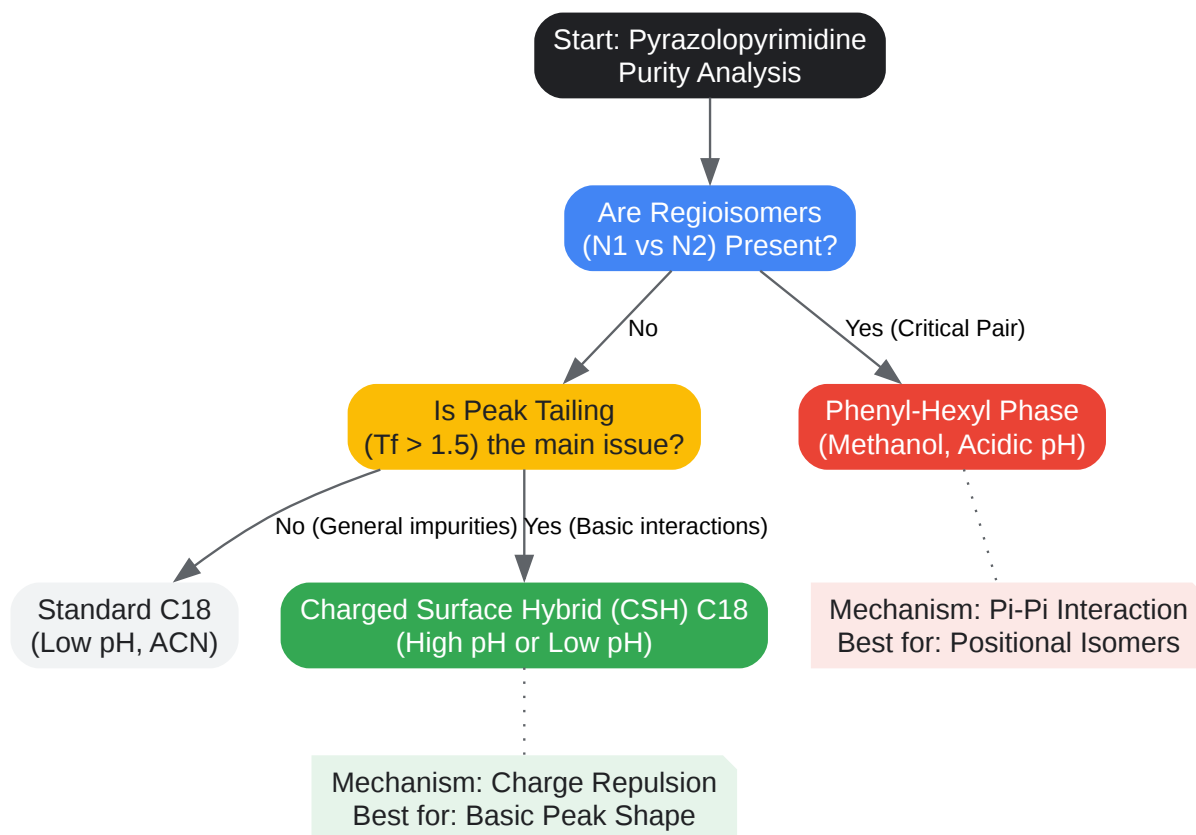 Start: Pyrazolopyrimidine
Purity Analysis
Are Regioisomers
(N1 vs N2) Present?
No
Yes (Critical Pair)
Is Peak Tailing
(Tf > 1.5) the main issue?
Phenyl-Hexyl Phase
(Methanol, Acidic pH)
No (General impurities)
Yes (Basic interactions)
Standard C18
(Low pH, ACN)
Charged Surface Hybrid (CSH) C18
(High pH or Low pH)
Mechanism: Pi-Pi Interaction
Best for: Positional Isomers
Mechanism: Charge Repulsion
Best for: Basic Peak Shape